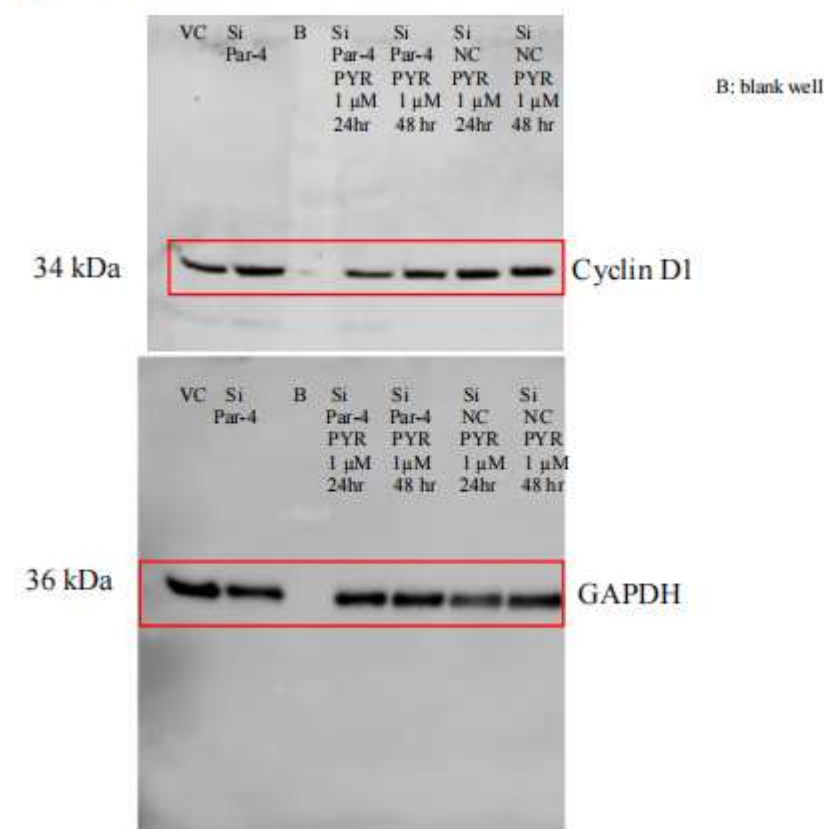 VC Si B Si Si Si Si
Par-4 Par-4 Par-4 NC NC
PYR PYR PYR PYR
1 μM 1 μM 1 μM 1 μM
24hr 48 hr 24hr 48 hr
B: blank well
34 kDa
Cyclin D1
VC Si B Si Si Si Si
Par-4 Par-4 Par-4 NC NC
PYR PYR PYR PYR
1 μM 1μM 1 μM 1 μM
24hr 48 hr 24hr 48 hr
36 kDa
GAPDH